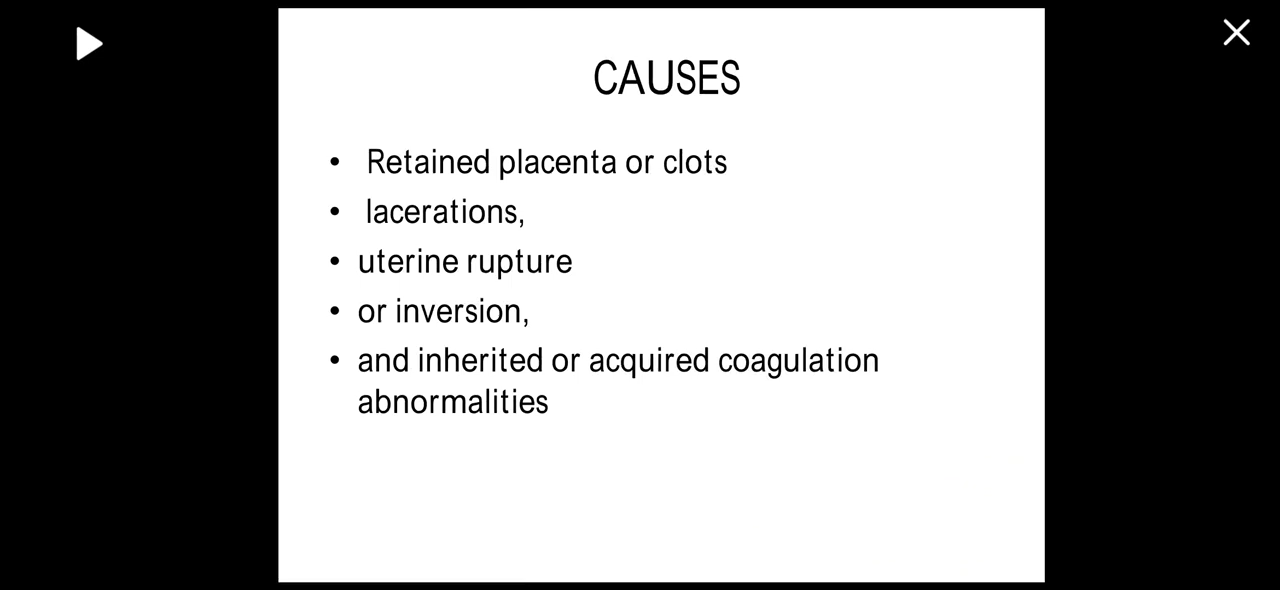 CAUSES
• Retained placenta or clots
• lacerations,
• uterine rupture
• or inversion,
• and inherited or acquired coagulation
abnormalities